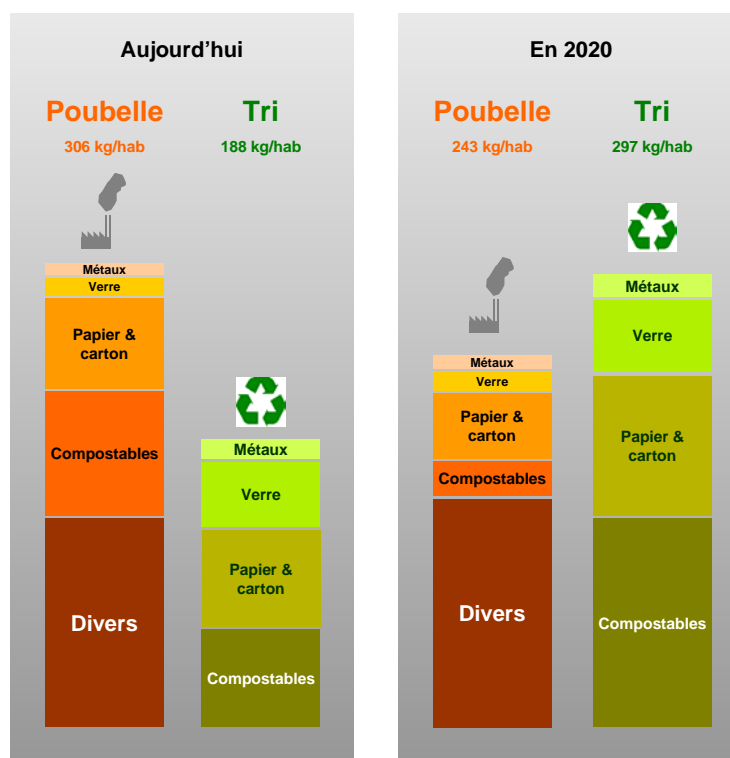 Aujourd'hui
Poubelle
306 kg/hab
Métaux
Verre
Papier &
carton
Compostables
Divers
Tri
188 kg/hab
Métaux
Verre
Papier &
carton
Compostables
En 2020
Poubelle
243 kg/hab
Métaux
Verre
Papier &
carton
Compostables
Divers
Tri
297 kg/hab
Métaux
Verre
Papier &
carton
Compostables